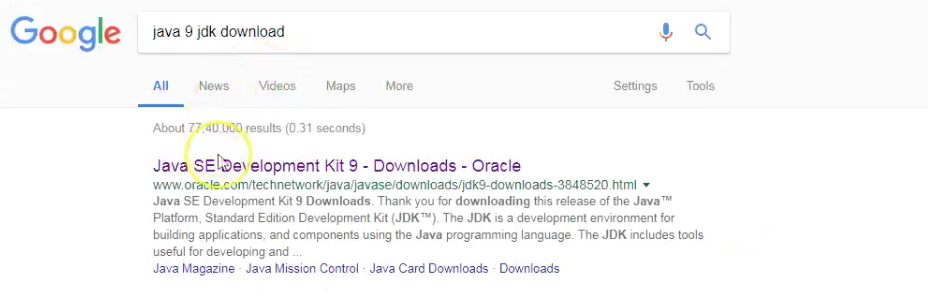 Google
java 9 jdk download
All News Videos Maps More Settings Tools
About 77,40,000 results (0.31 seconds)
Java SE Development Kit 9 - Downloads - Oracle
www.oracle.com/technetwork/java/javase/downloads/jdk9-downloads-3848520.html
Java SE Development Kit 9 Downloads. Thank you for downloading this release of the Java™
Platform, Standard Edition Development Kit (JDK™). The JDK is a development environment for
building applications, and components using the Java programming language. The JDK includes tools
useful for developing and ...
Java Magazine · Java Mission Control · Java Card Downloads · Downloads